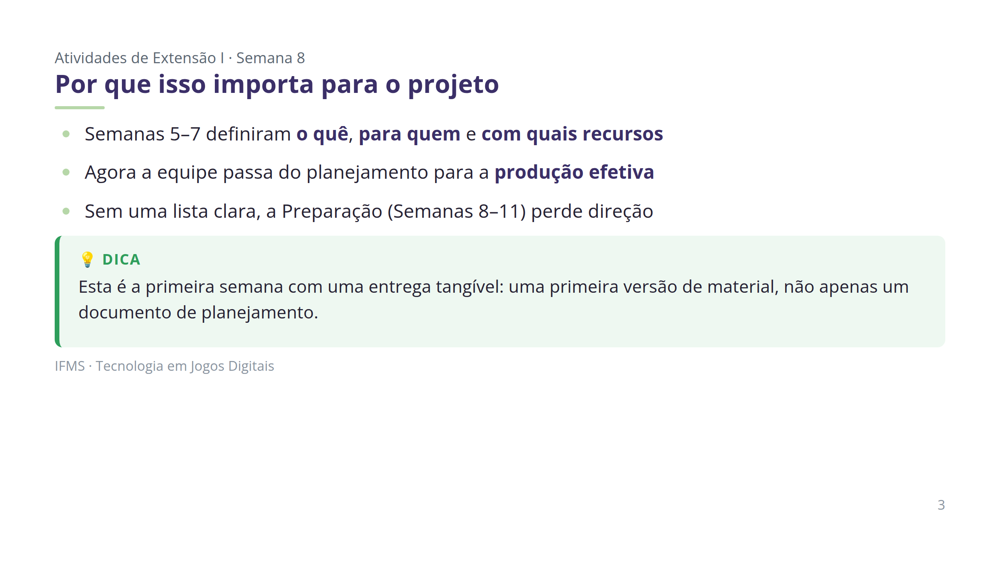 Atividades de Extensão I · Semana 8
Por que isso importa para o projeto
Semanas 5–7 definiram o quê, para quem e com quais recursos
Agora a equipe passa do planejamento para a produção efetiva
Sem uma lista clara, a Preparação (Semanas 8–11) perde direção
💡 DICA
Esta é a primeira semana com uma entrega tangível: uma primeira versão de material, não apenas um
documento de planejamento.
IFMS · Tecnologia em Jogos Digitais
3